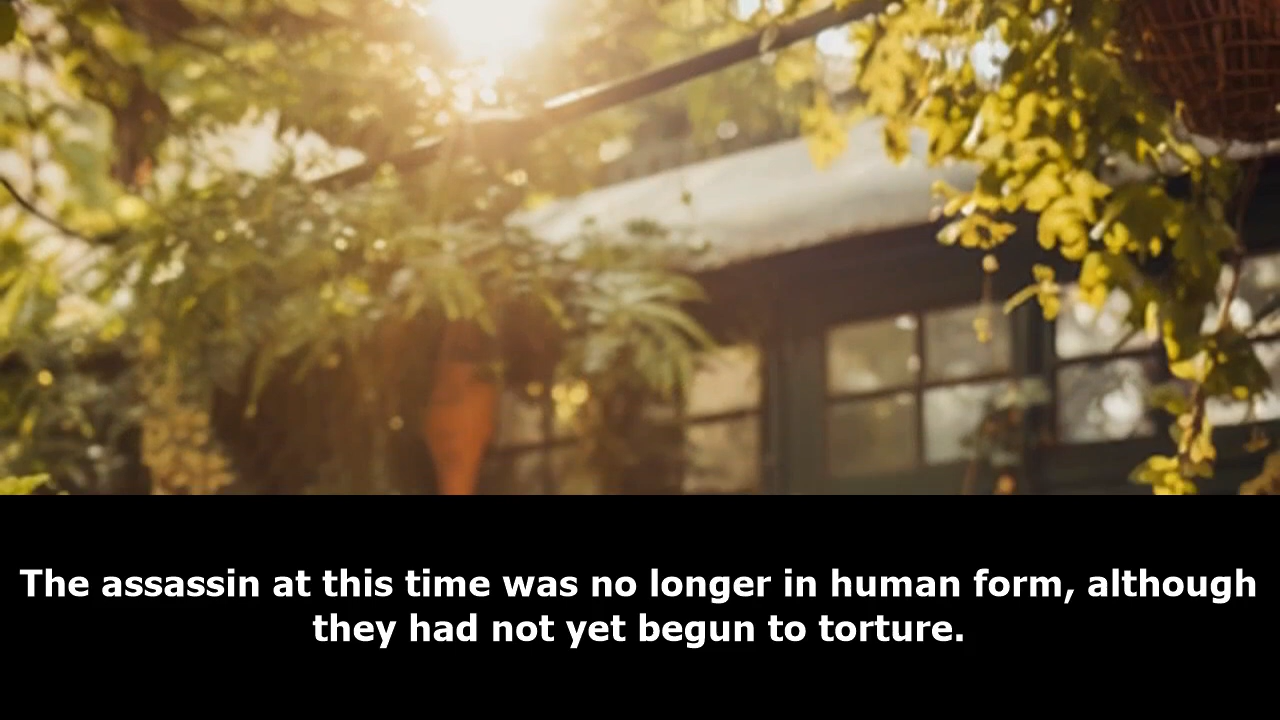 The assassin at this time was no longer in human form, although
they had not yet begun to torture.